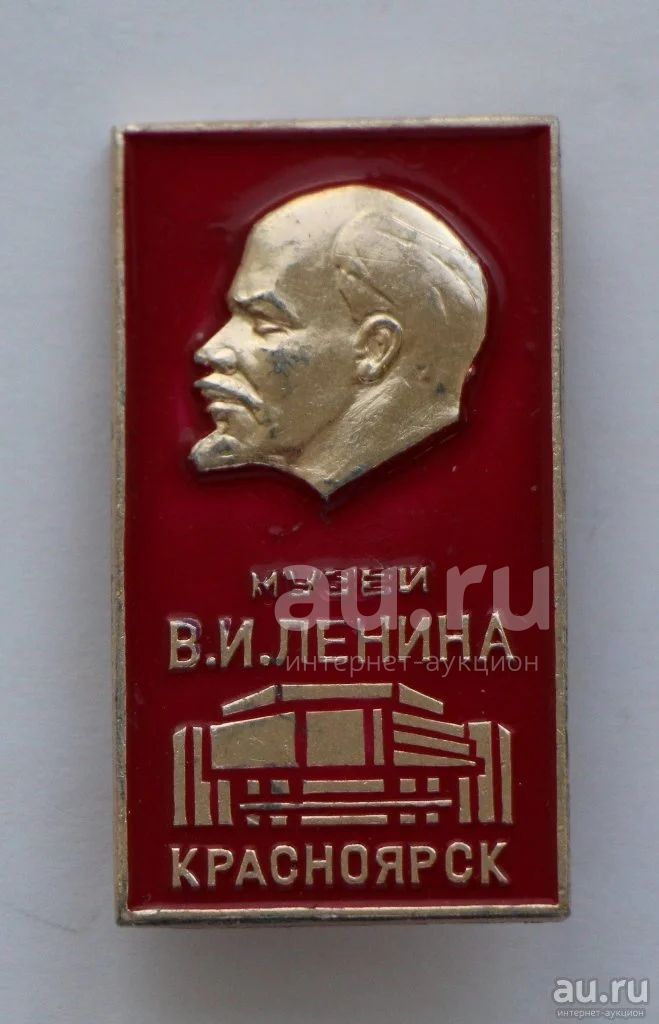 МУЗЕЙ
В.И.ЛЕНИНА
КРАСНОЯРСК
au.ru
интернет-аукцион
au.ru
интернет-аукцион